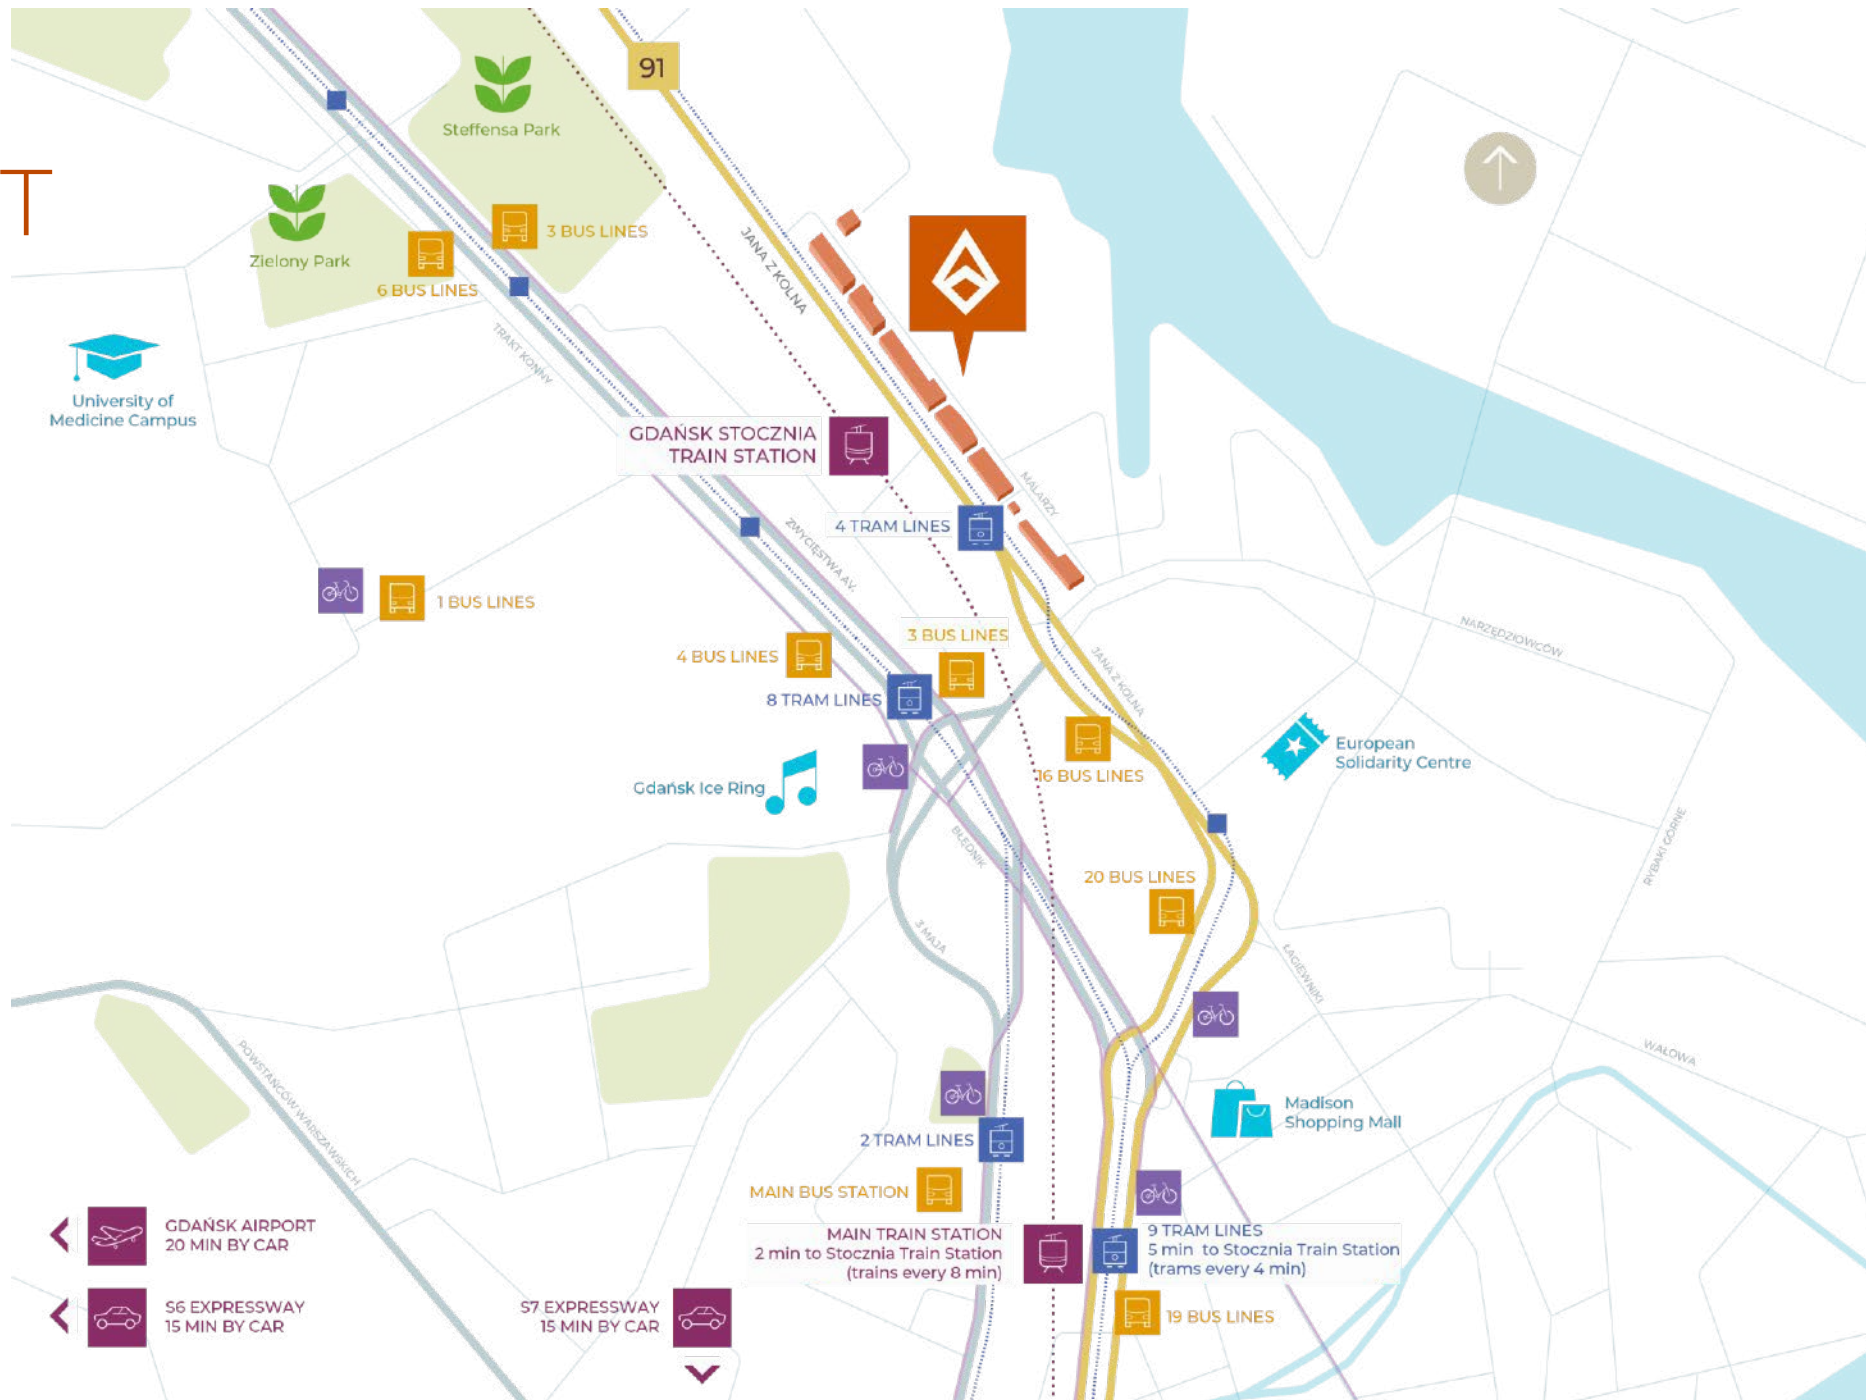 91
Steffensa Park
T
3 BUS LINES
Zielony Park
6 BUS LINES
JANA Z KOLNA
TRAKT KONNY
University of
Medicine Campus
GDAŃSK STOCZNIA
TRAIN STATION
MALARZY
4 TRAM LINES
ZWYCIĘSTWA AV.
1 BUS LINES
3 BUS LINES
4 BUS LINES
NARZĘDZIOWCÓW
JANA Z KOLNA
8 TRAM LINES
European
Solidarity Centre
16 BUS LINES
Gdańsk Ice Ring
BŁĘDNIK
RYBAKI GÓRNE
20 BUS LINES
3 MAJA
ŁAGIEWNIKI
WAŁOWA
POWSTAŃCÓW WARSZAWSKICH
Madison
Shopping Mall
2 TRAM LINES
MAIN BUS STATION
GDAŃSK AIRPORT
20 MIN BY CAR
MAIN TRAIN STATION
2 min to Stocznia Train Station
(trains every 8 min)
9 TRAM LINES
5 min to Stocznia Train Station
(trams every 4 min)
S6 EXPRESSWAY
15 MIN BY CAR
S7 EXPRESSWAY
15 MIN BY CAR
19 BUS LINES